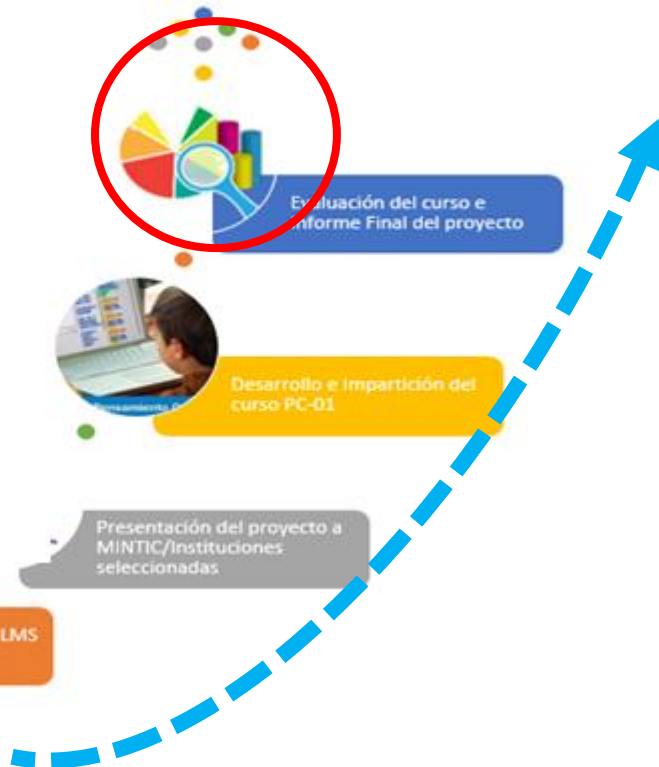 Evaluación del curso e
Informe Final del proyecto
Desarrollo e Impartición del
curso PC-01
Presentación del proyecto a
MINTIC/Instituciones
seleccionadas
LMS